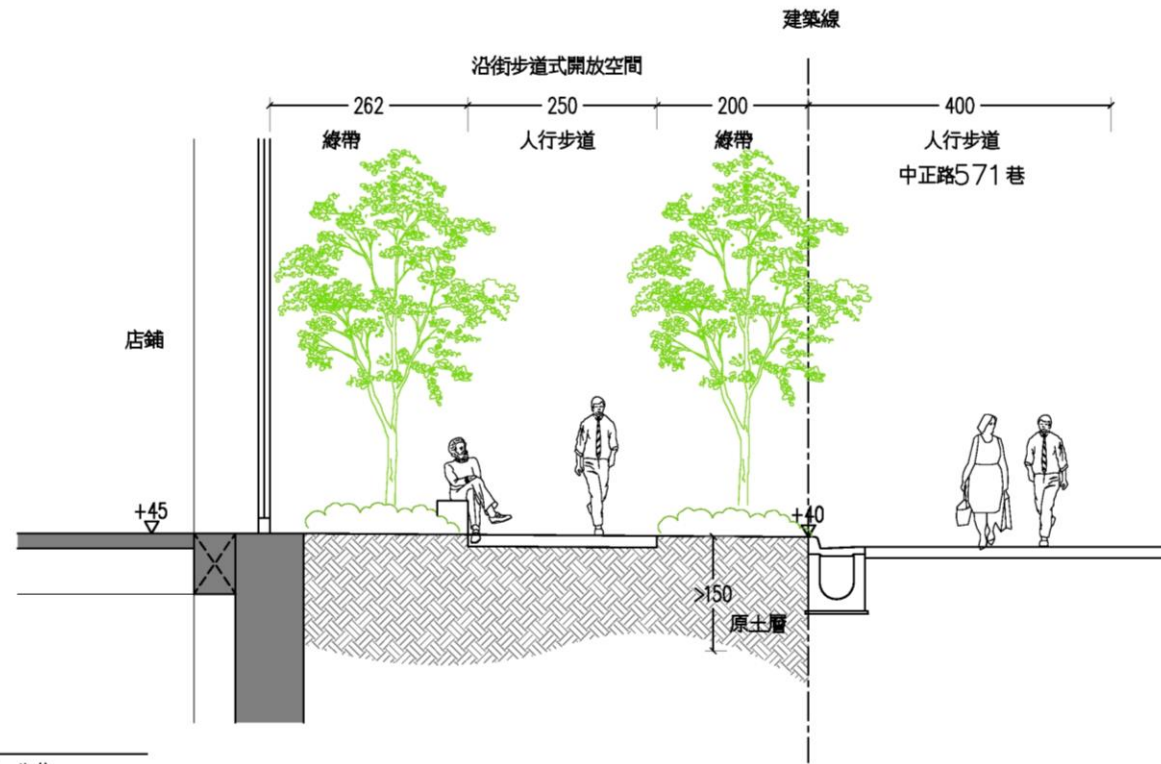 建築線
沿街步道式開放空間
262 250 200 400
綠帶 人行步道 綠帶 人行步道
中正路571巷
店鋪
+45
+40
>150
原土層